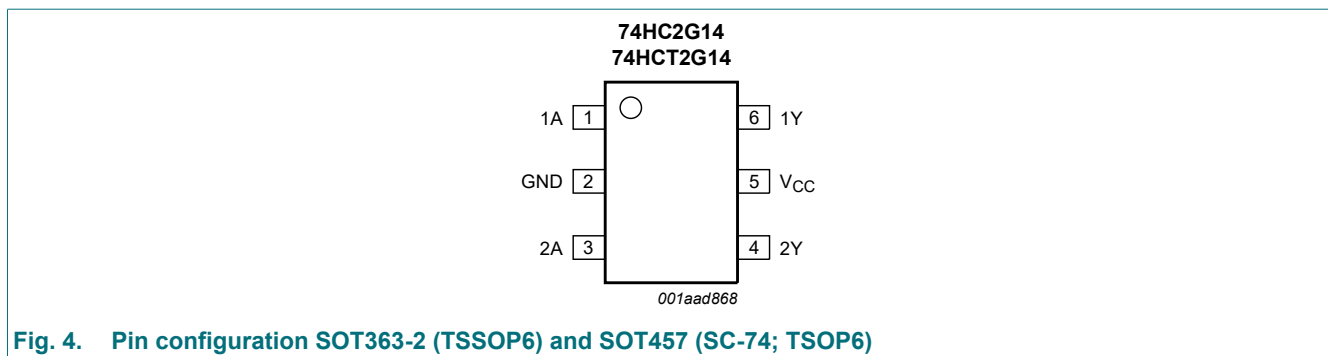 74HC2G14
74HCT2G14
1A 1 6 1Y
GND 2 5 VCC
2A 3 4 2Y
001aad868
Fig. 4. Pin configuration SOT363-2 (TSSOP6) and SOT457 (SC-74; TSOP6)